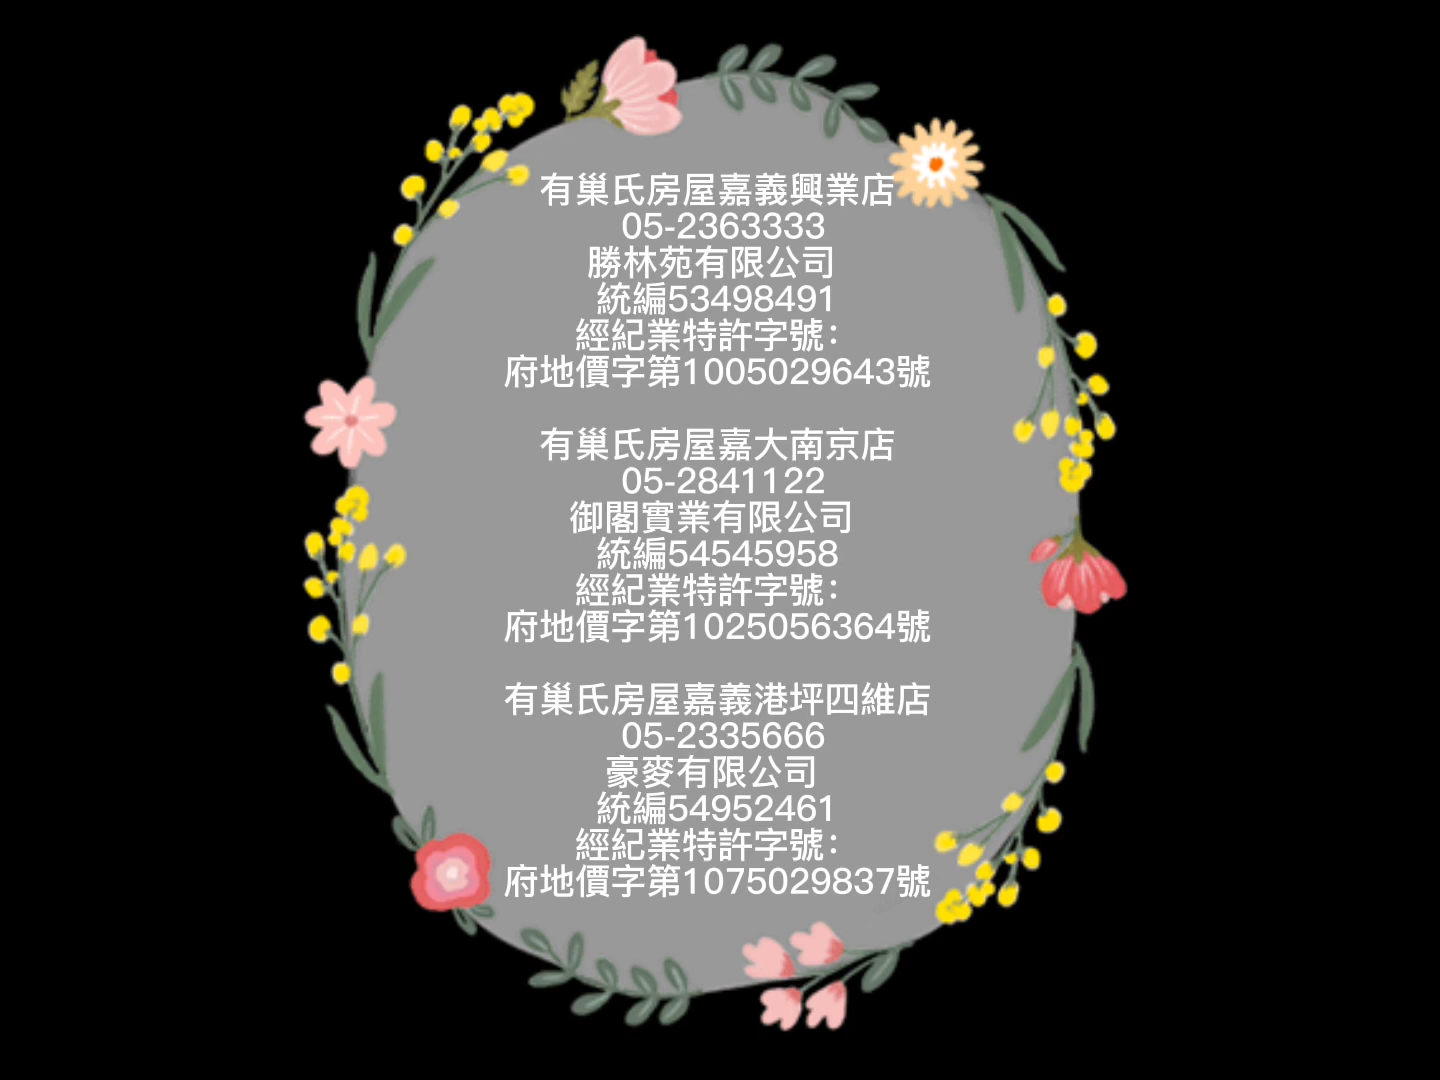 有巢氏房屋嘉義興業店
05-2363333
勝林苑有限公司
統編53498491
經紀業特許字號：
府地價字第1005029643號
有巢氏房屋嘉大南京店
05-2841122
御閣實業有限公司
統編54545958
經紀業特許字號：
府地價字第1025056364號
有巢氏房屋嘉義港坪四維店
05-2335666
豪麥有限公司
統編54952461
經紀業特許字號：
府地價字第1075029837號